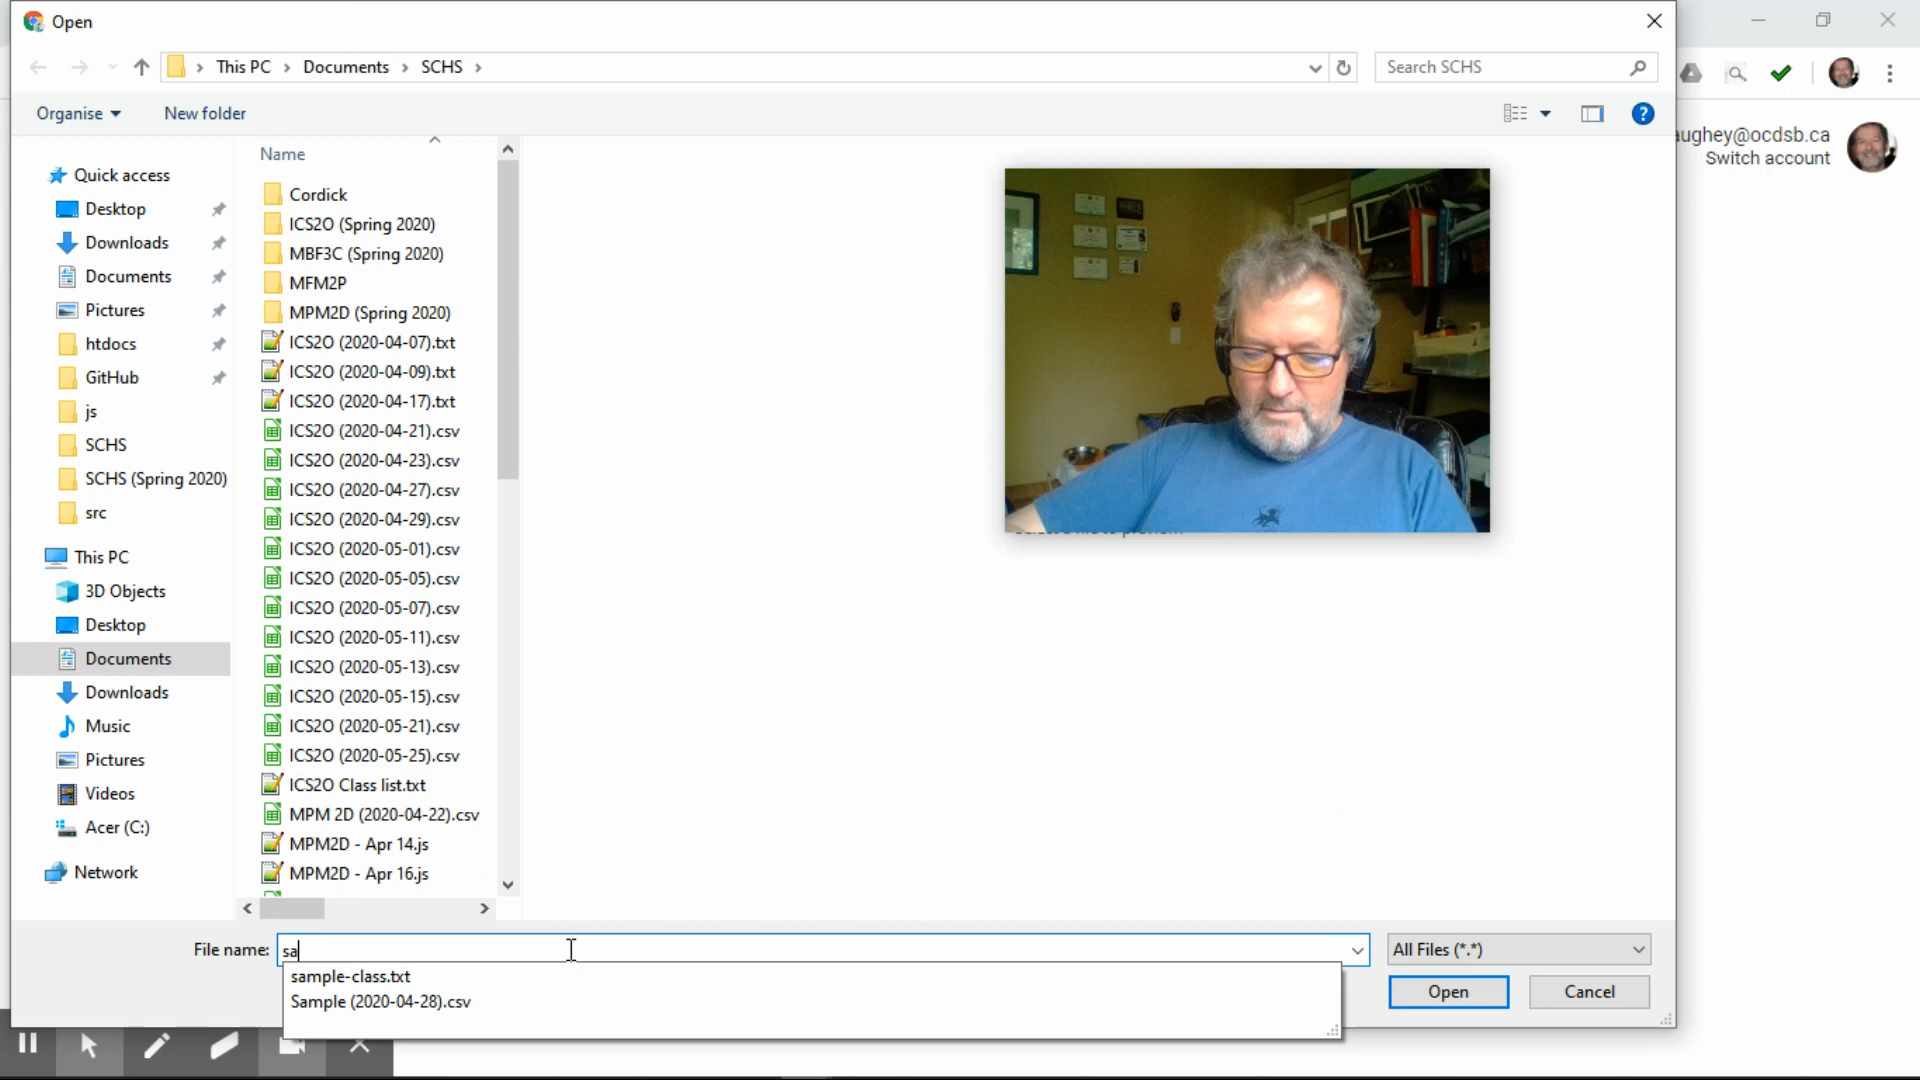 Open
This PC > Documents > SCHS >
Search SCHS
Organise
New folder
aughey@ocdsb.ca
Switch account
Name
Quick access
Desktop
Downloads
Documents
Pictures
htdocs
GitHub
js
SCHS
SCHS (Spring 2020)
src
This PC
3D Objects
Desktop
Documents
Downloads
Music
Pictures
Videos
Acer (C:)
Network
Cordick
ICS2O (Spring 2020)
MBF3C (Spring 2020)
MFM2P
MPM2D (Spring 2020)
ICS2O (2020-04-07).txt
ICS2O (2020-04-09).txt
ICS2O (2020-04-17).txt
ICS2O (2020-04-21).csv
ICS2O (2020-04-23).csv
ICS2O (2020-04-27).csv
ICS2O (2020-04-29).csv
ICS2O (2020-05-01).csv
ICS2O (2020-05-05).csv
ICS2O (2020-05-07).csv
ICS2O (2020-05-11).csv
ICS2O (2020-05-13).csv
ICS2O (2020-05-15).csv
ICS2O (2020-05-21).csv
ICS2O (2020-05-25).csv
ICS2O Class list.txt
MPM 2D (2020-04-22).csv
MPM2D - Apr 14.js
MPM2D - Apr 16.js
File name: sa
All Files (*.*)
sample-class.txt
Sample (2020-04-28).csv
Open
Cancel